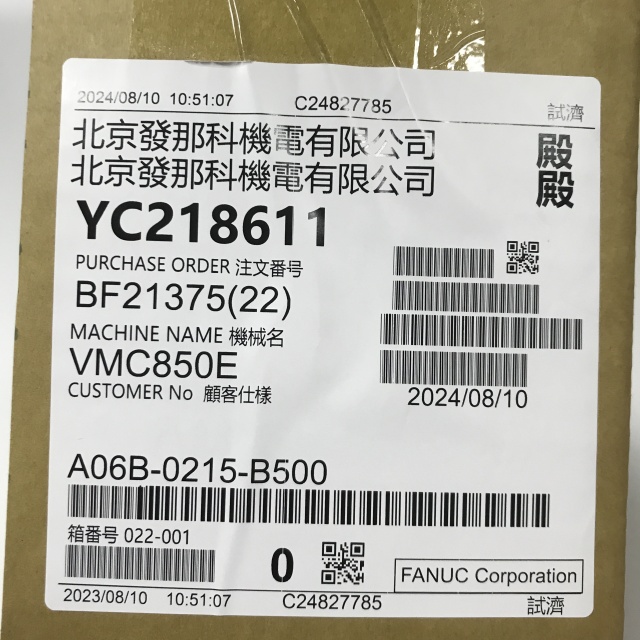 2024/08/10 10:51:07 C24827785 試濟
北京發那科機電有限公司 殿
北京發那科機電有限公司 殿
YC218611
PURCHASE ORDER 注文番号
BF21375(22)
MACHINE NAME 機械名
VMC850E
CUSTOMER No 顧客仕様
2024/08/10
A06B-0215-B500
箱番号 022-001
0
FANUC Corporation
2023/08/10 10:51:07 C24827785 試濟